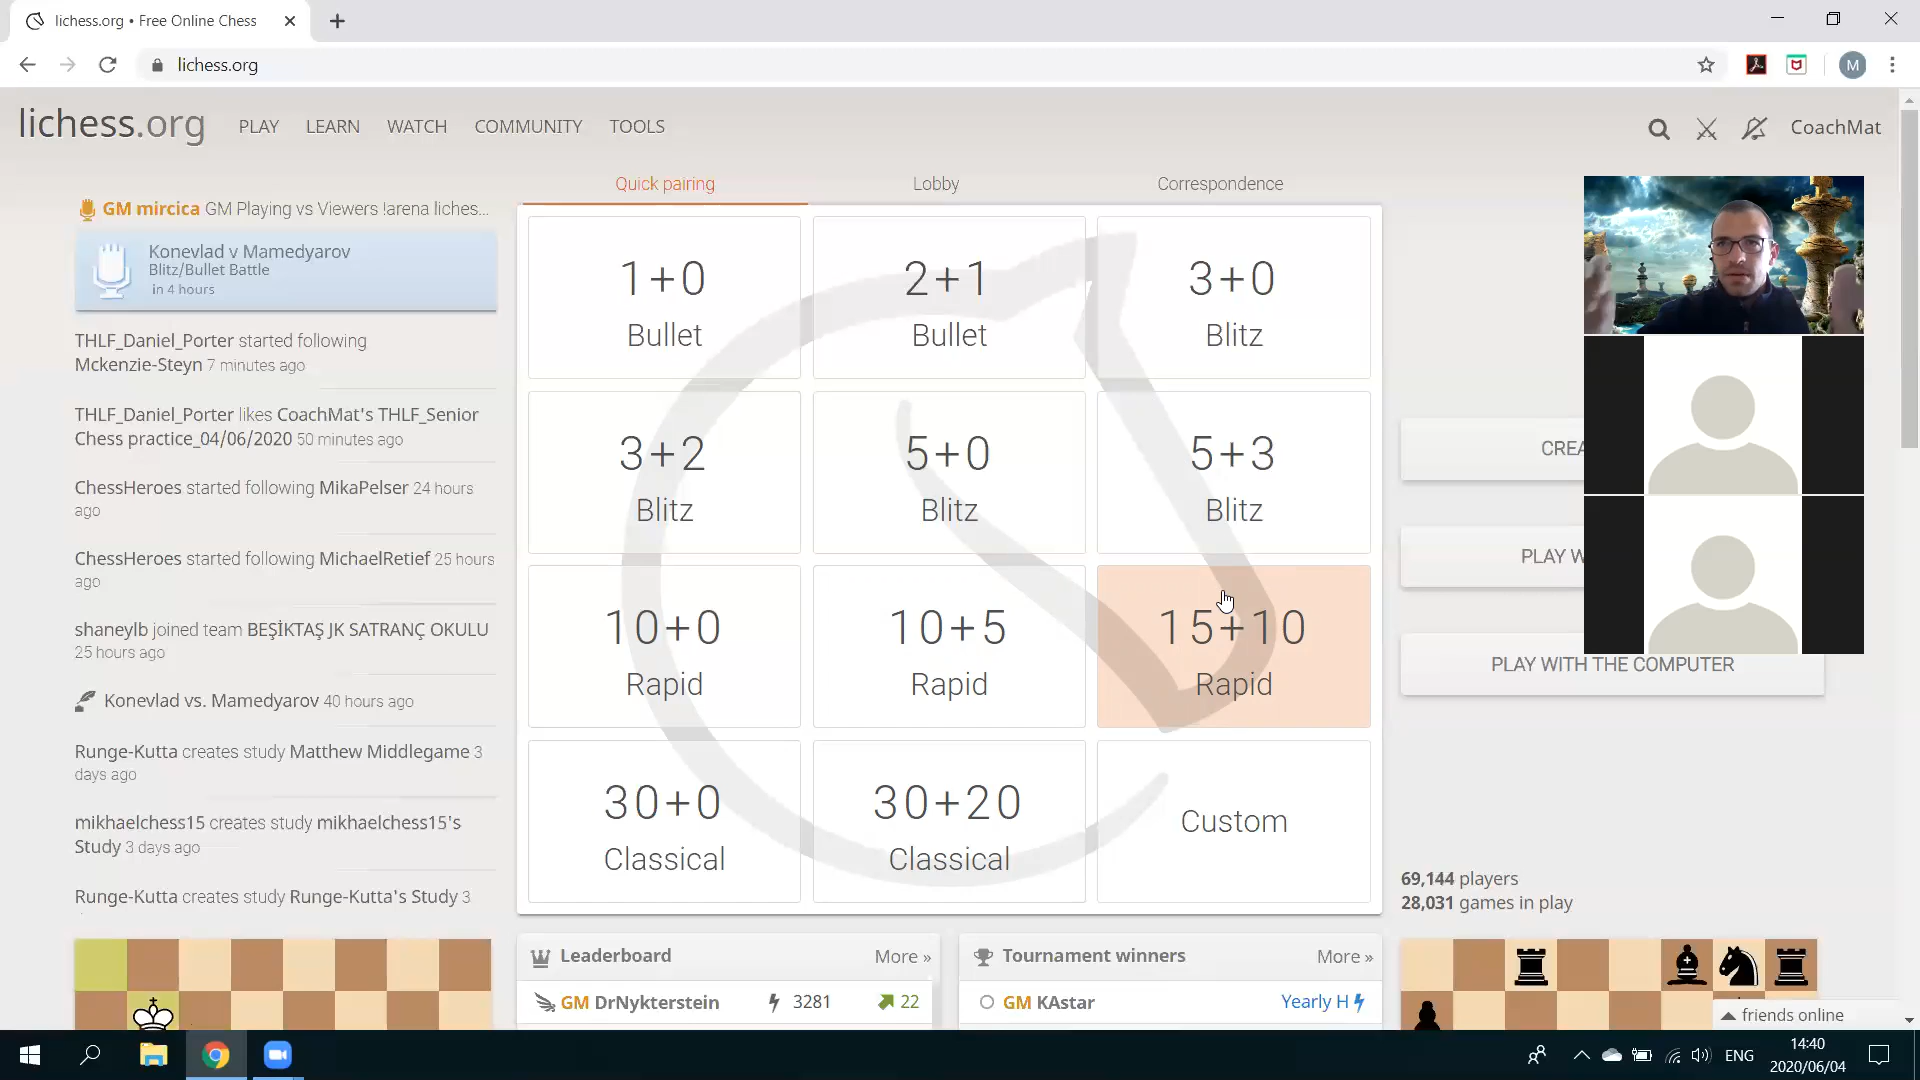 lichess.org • Free Online Chess
lichess.org
M
lichess.org PLAY LEARN WATCH COMMUNITY TOOLS CoachMat
Quick pairing Lobby Correspondence
GM mircica GM Playing vs Viewers !arena liches...
Konevlad v Mamedyarov
Blitz/Bullet Battle
in 4 hours
THLF_Daniel_Porter started following
Mckenzie-Steyn 7 minutes ago
THLF_Daniel_Porter likes CoachMat's THLF_Senior
Chess practice_04/06/2020 50 minutes ago
ChessHeroes started following MikaPelser 24 hours
ago
ChessHeroes started following MichaelRetief 25 hours
ago
shaneylb joined team BEŞİKTAŞ JK SATRANÇ OKULU
25 hours ago
Konevlad vs. Mamedyarov 40 hours ago
Runge-Kutta creates study Matthew Middlegame 3
days ago
mikhaelchess15 creates study mikhaelchess15's
Study 3 days ago
Runge-Kutta creates study Runge-Kutta's Study 3
1+0 2+1 3+0
Bullet Bullet Blitz
3+2 5+0 5+3
Blitz Blitz Blitz
10+0 10+5 15+10
Rapid Rapid Rapid
30+0 30+20
Classical Classical Custom
CREA
PLAY W
PLAY WITH THE COMPUTER
69,144 players
28,031 games in play
Leaderboard More »
GM DrNykterstein 3281 22
Tournament winners More »
GM KAstar Yearly H
friends online
ENG
14:40
2020/06/04